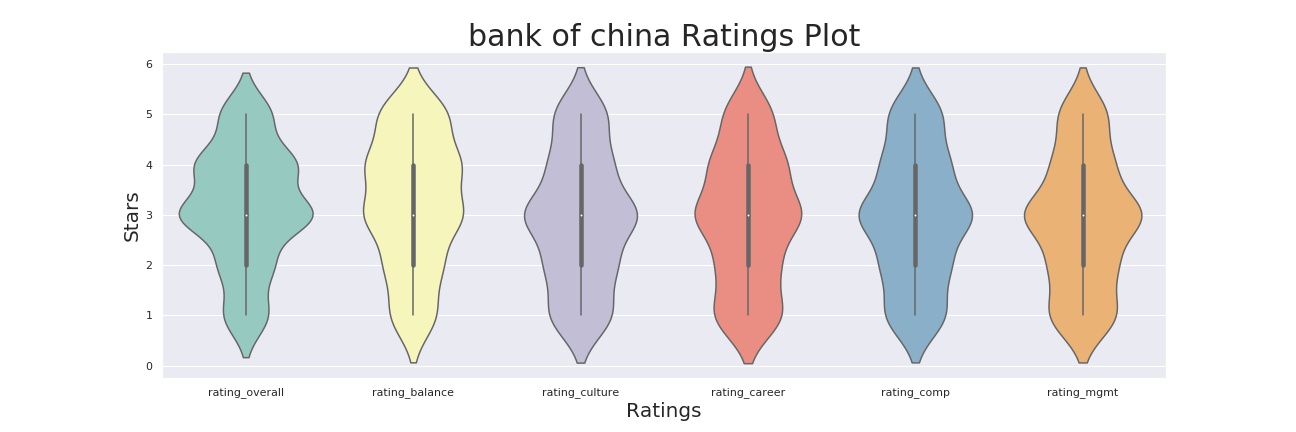 bank of china Ratings Plot
6
5
4
3
2
1
0
Stars
rating_overall
rating_balance
rating_culture
rating_career
rating_comp
rating_mgmt
Ratings